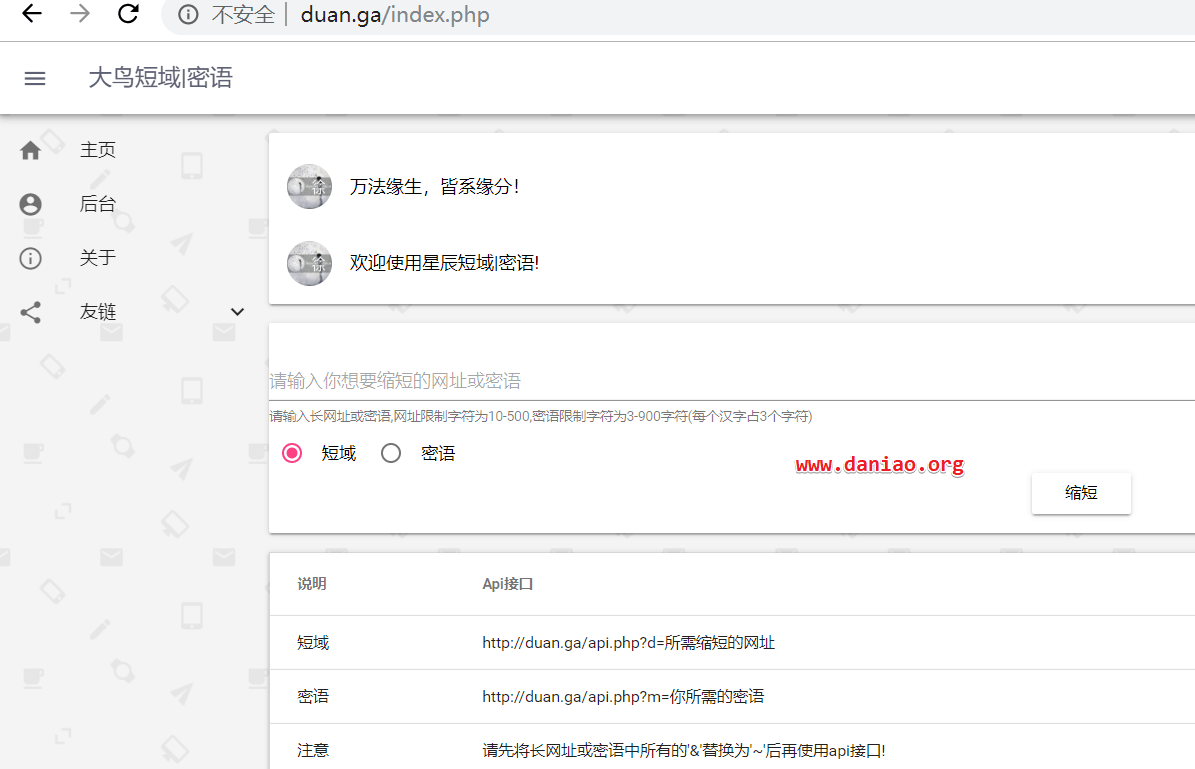 不安全 | duan.ga/index.php
大鸟短域|密语
主页
后台
关于
友链
万法缘生，皆系缘分！
欢迎使用星辰短域|密语!
请输入你想要缩短的网址或密语
请输入长网址或密语,网址限制字符为10-500,密语限制字符为3-900字符(每个汉字占3个字符)
短域 密语
www.daniao.org
缩短
说明 Api接口
短域 http://duan.ga/api.php?d=所需缩短的网址
密语 http://duan.ga/api.php?m=你所需的密语
注意 请先将长网址或密语中所有的'&'替换为'~'后再使用api接口!